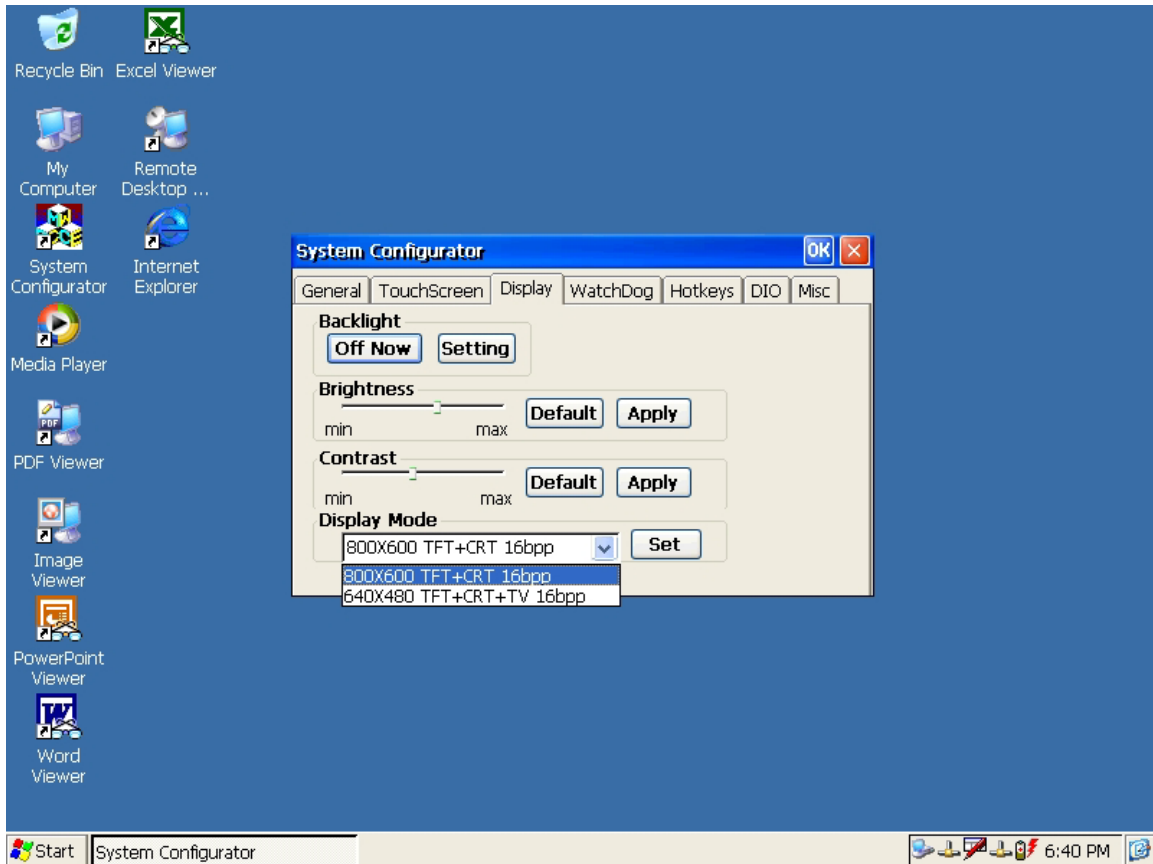 Recycle Bin
Excel Viewer
My
Computer
Remote
Desktop ...
System
Configurator
Internet
Explorer
Media Player
PDF
PDF Viewer
Image
Viewer
PowerPoint
Viewer
Word
Viewer
System Configurator OK
General TouchScreen Display WatchDog Hotkeys DIO Misc
Backlight
Off Now Setting
Brightness
min max Default Apply
Contrast
min max Default Apply
Display Mode
800X600 TFT+CRT 16bpp Set
800X600 TFT+CRT 16bpp
640X480 TFT+CRT+TV 16bpp
Start System Configurator 6:40 PM